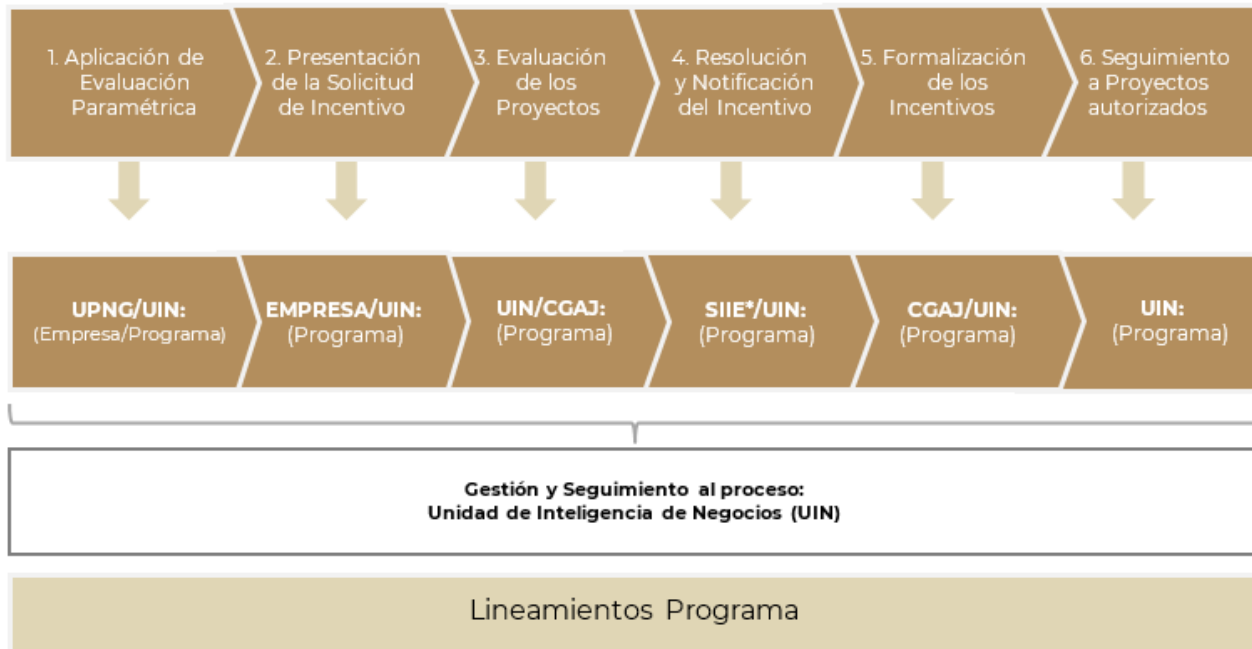 1. Aplicación de
Evaluación
Paramétrica
2. Presentación
de la Solicitud
de Incentivo
3. Evaluación
de los
Proyectos
4. Resolución
y Notificación
del Incentivo
5. Formalización
de los
Incentivos
6. Seguimiento
a Proyectos
autorizados
UPNG/UIN:
(Empresa/Programa)
EMPRESA/UIN:
(Programa)
UIN/CGAJ:
(Programa)
SIIE*/UIN:
(Programa)
CGAJ/UIN:
(Programa)
UIN:
(Programa)
Gestión y Seguimiento al proceso:
Unidad de Inteligencia de Negocios (UIN)
Lineamientos Programa